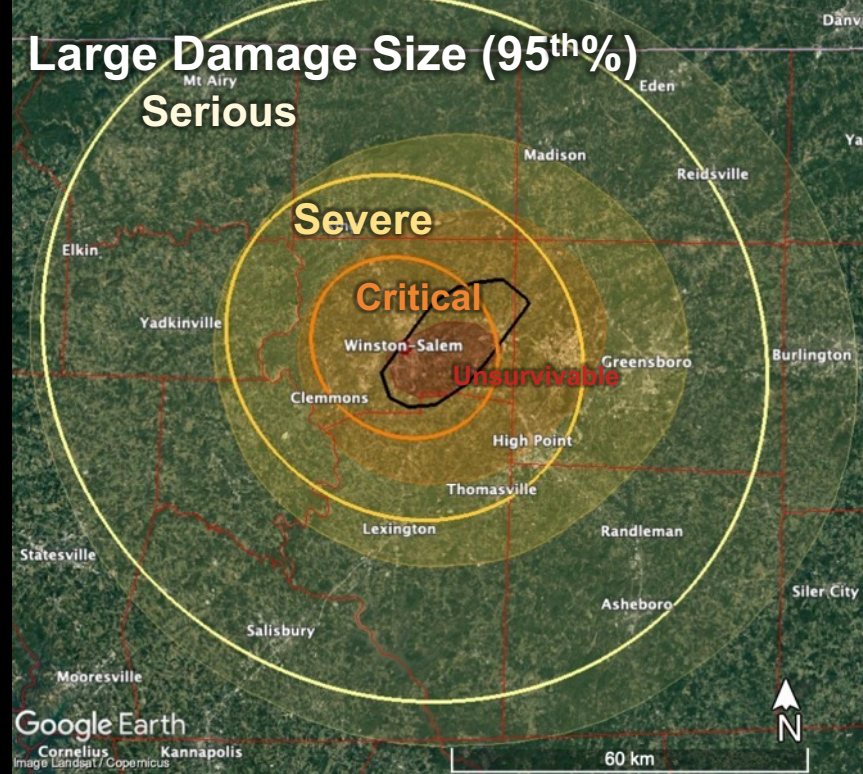 Danv
Large Damage Size (95th%)
Mt Airy
Eden
Serious
Ya
Madison
Reidsville
Severe
Elkin
Critical
Yadkinville
Winston-Salem
Burlington
Greensboro
Unsurvivable
Clemmons
High Point
Thomasville
Lexington
Randleman
Statesville
Siler City
Asheboro
Salisbury
Mooresville
N
Google Earth
Cornelius
Kannapolis
60 km
Image Landsat / Copernicus